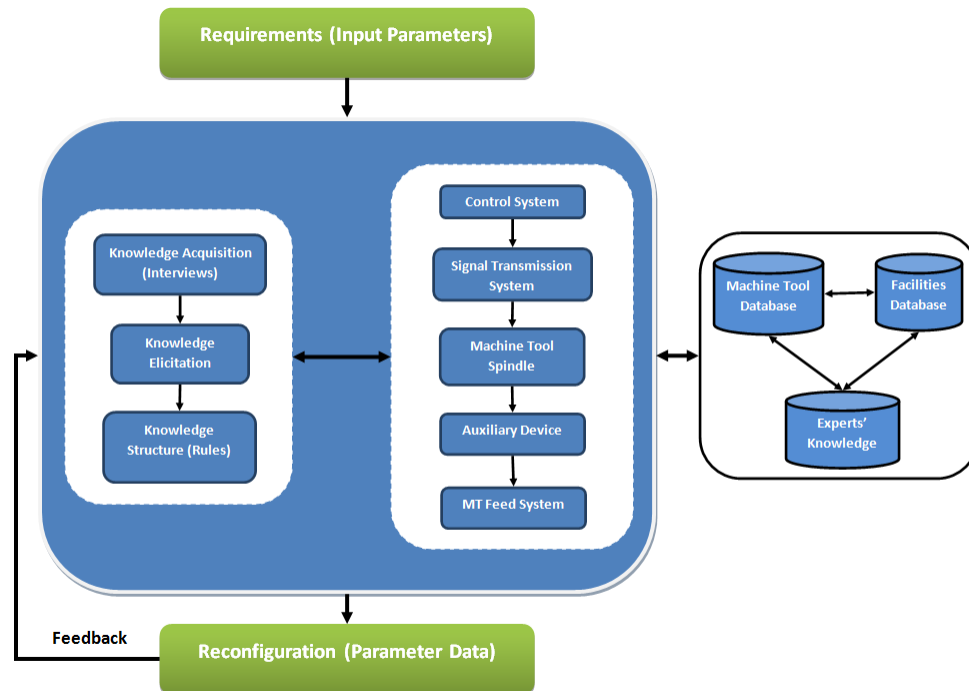 Requirements (Input Parameters)
Knowledge Acquisition
(Interviews)
Knowledge
Elicitation
Knowledge
Structure (Rules)
Control System
Signal Transmission
System
Machine Tool
Spindle
Auxiliary Device
MT Feed System
Machine Tool
Database
Facilities
Database
Experts’
Knowledge
Feedback
Reconfiguration (Parameter Data)